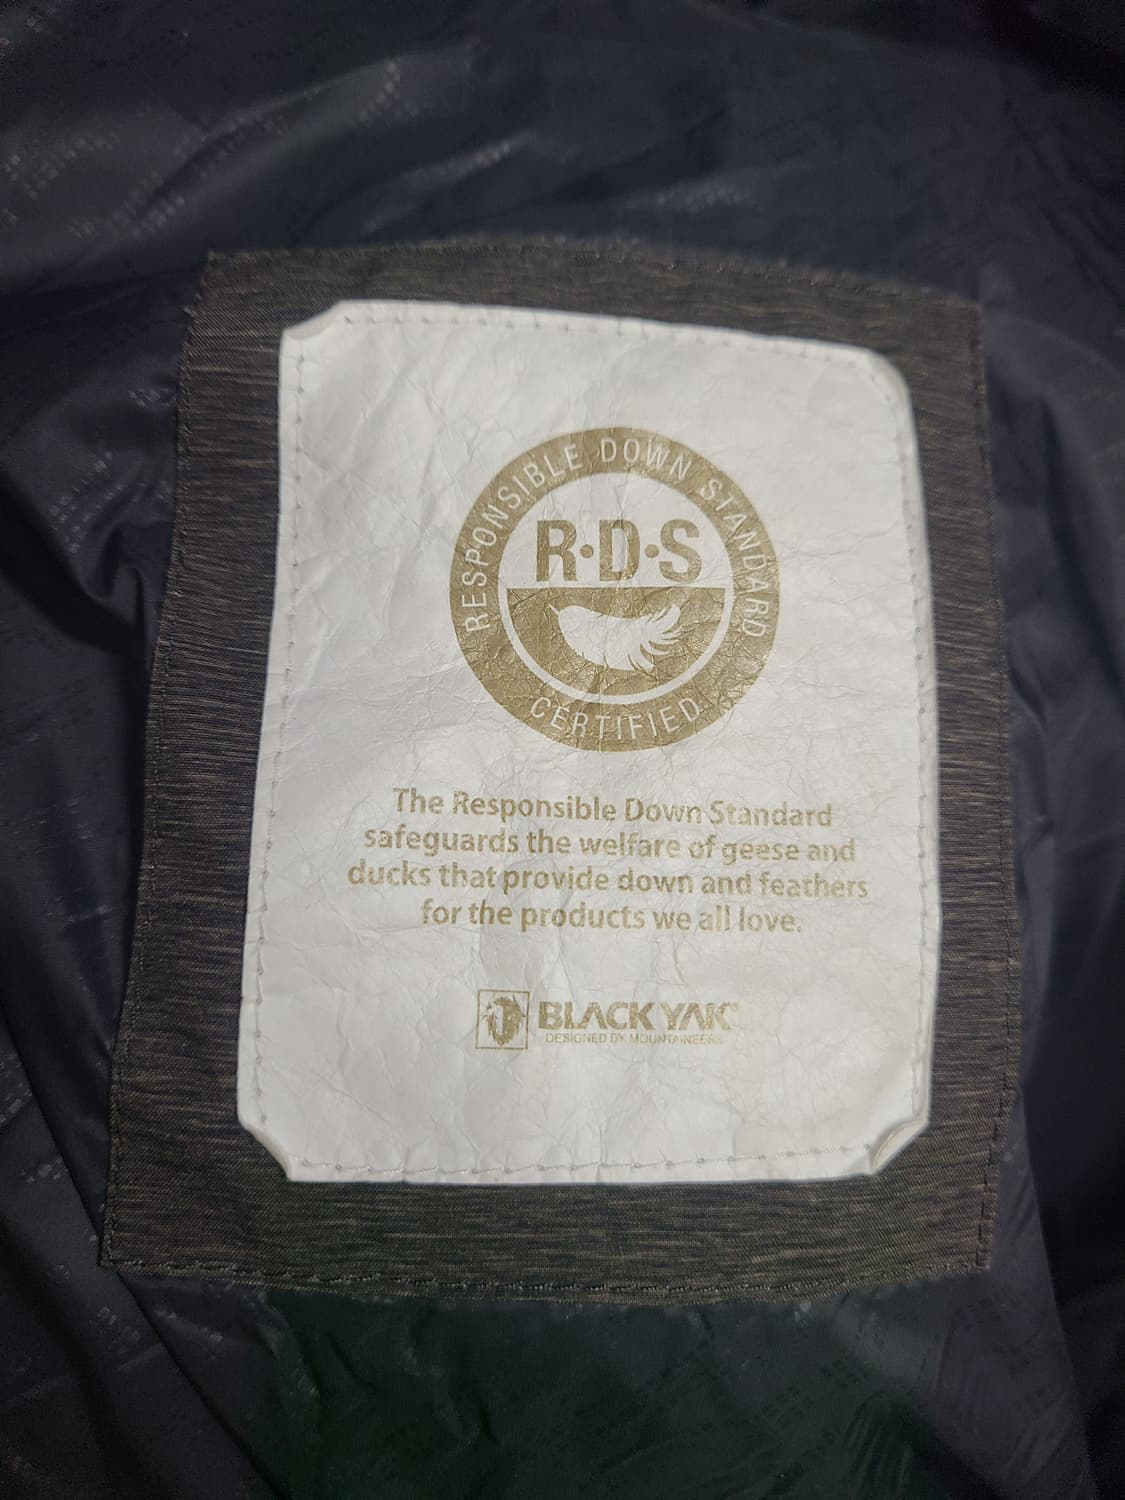 RESPONSIBLE DOWN STANDARD
R·D·S
CERTIFIED
The Responsible Down Standard
safeguards the welfare of geese and
ducks that provide down and feathers
for the products we all love.
BLACKYAK®
DESIGNED BY MOUNTAINEERS